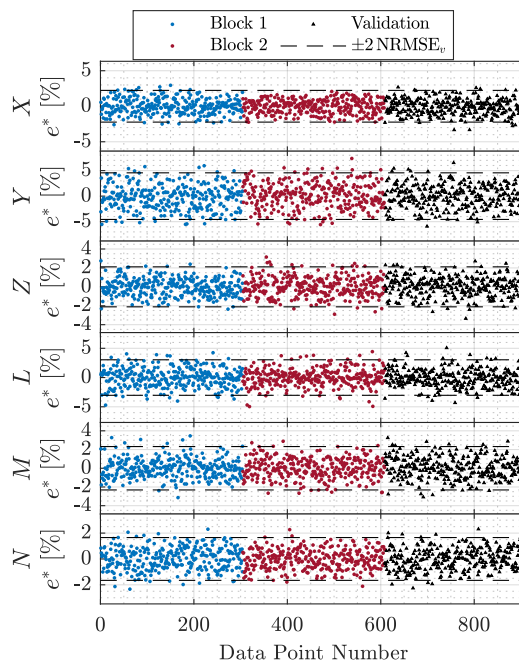 Block 1 Validation
Block 2 ±2 NRMSEᵥ
5
0
-5
X
e* [%]
5
0
-5
Y
e* [%]
4
2
0
-2
-4
Z
e* [%]
5
0
-5
L
e* [%]
4
2
0
-2
-4
M
e* [%]
2
0
-2
N
e* [%]
0 200 400 600 800
Data Point Number